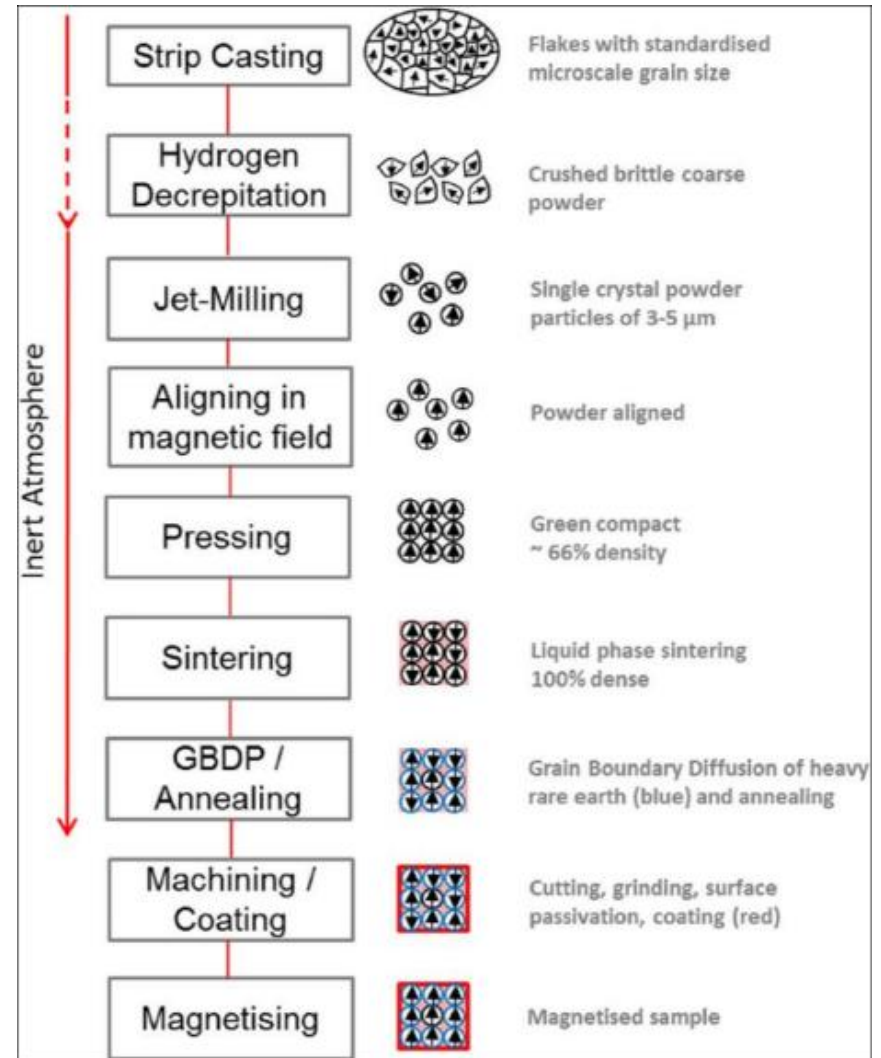 Strip Casting
Flakes with standardised
microscale grain size
Hydrogen
Decrepitation
Crushed brittle coarse
powder
Jet-Milling
Single crystal powder
particles of 3-5 μm
Inert Atmosphere
Aligning in
magnetic field
Powder aligned
Pressing
Green compact
~ 66% density
Sintering
Liquid phase sintering
100% dense
GBDP /
Annealing
Grain Boundary Diffusion of heavy
rare earth (blue) and annealing
Machining /
Coating
Cutting, grinding, surface
passivation, coating (red)
Magnetising
Magnetised sample